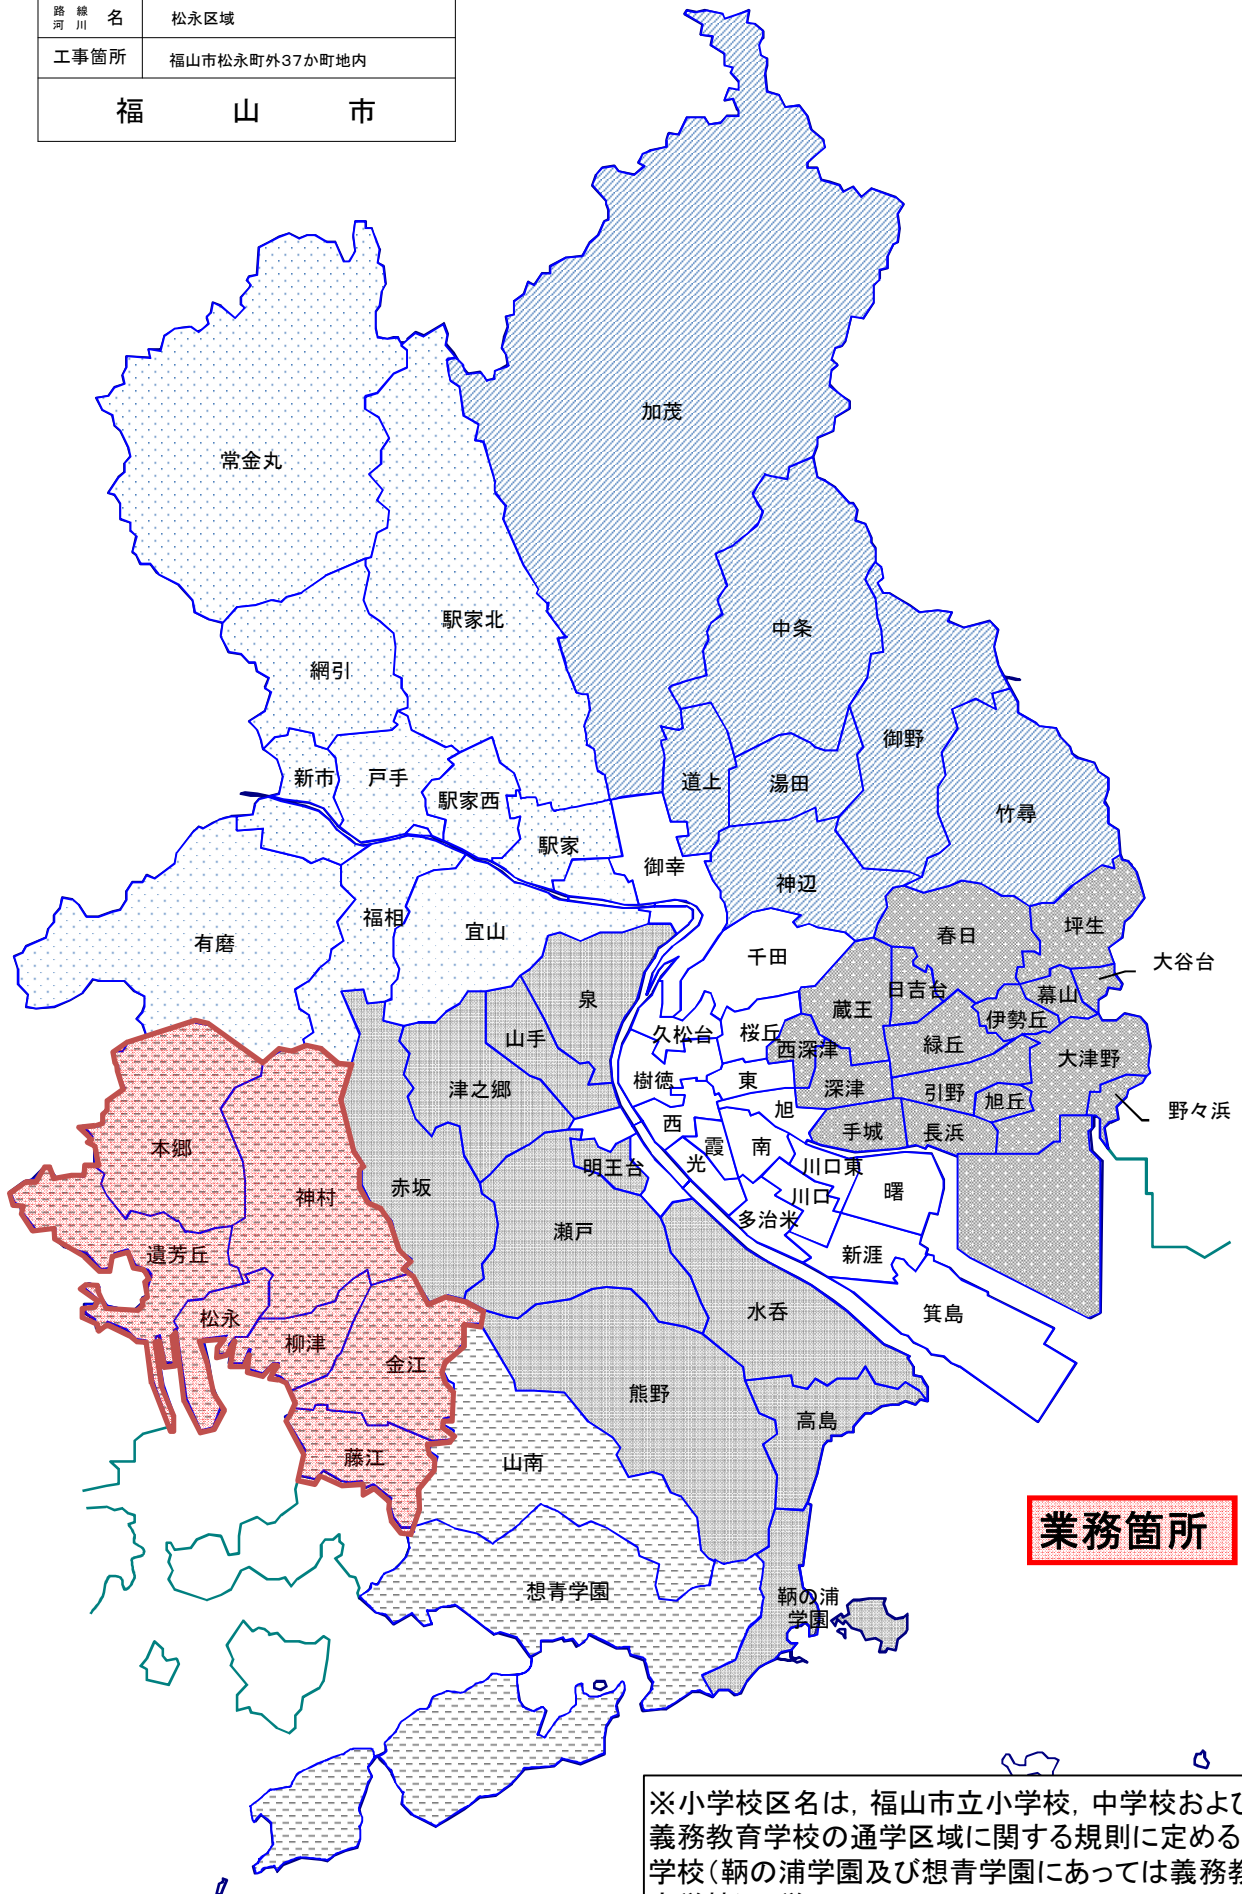 路線
河川 名 松永区域
工事箇所 福山市松永町外37か町地内
福山市
加茂
常金丸
駅家北
中条
網引
御野
新市
戸手
道上
湯田
駅家西
竹尋
駅家
御幸
神辺
福相
宜山
坪生
有磨
春日
千田
大谷台
泉
日吉台
幕山
蔵王
山手
久松台
桜丘
伊勢丘
西深津
緑丘
大津野
樹徳
東
津之郷
深津
引野
旭丘
旭
野々浜
西
手城
長浜
本郷
霞
南
光
明王台
川口東
赤坂
神村
川口
曙
多治米
瀬戸
遺芳丘
新涯
水呑
箕島
松永
柳津
金江
熊野
高島
藤江
山南
業務箇所
想青学園
鞆の浦
学園
※小学校区名は，福山市立小学校，中学校および
義務教育学校の通学区域に関する規則に定める
学校（鞆の浦学園及び想青学園にあっては義務教